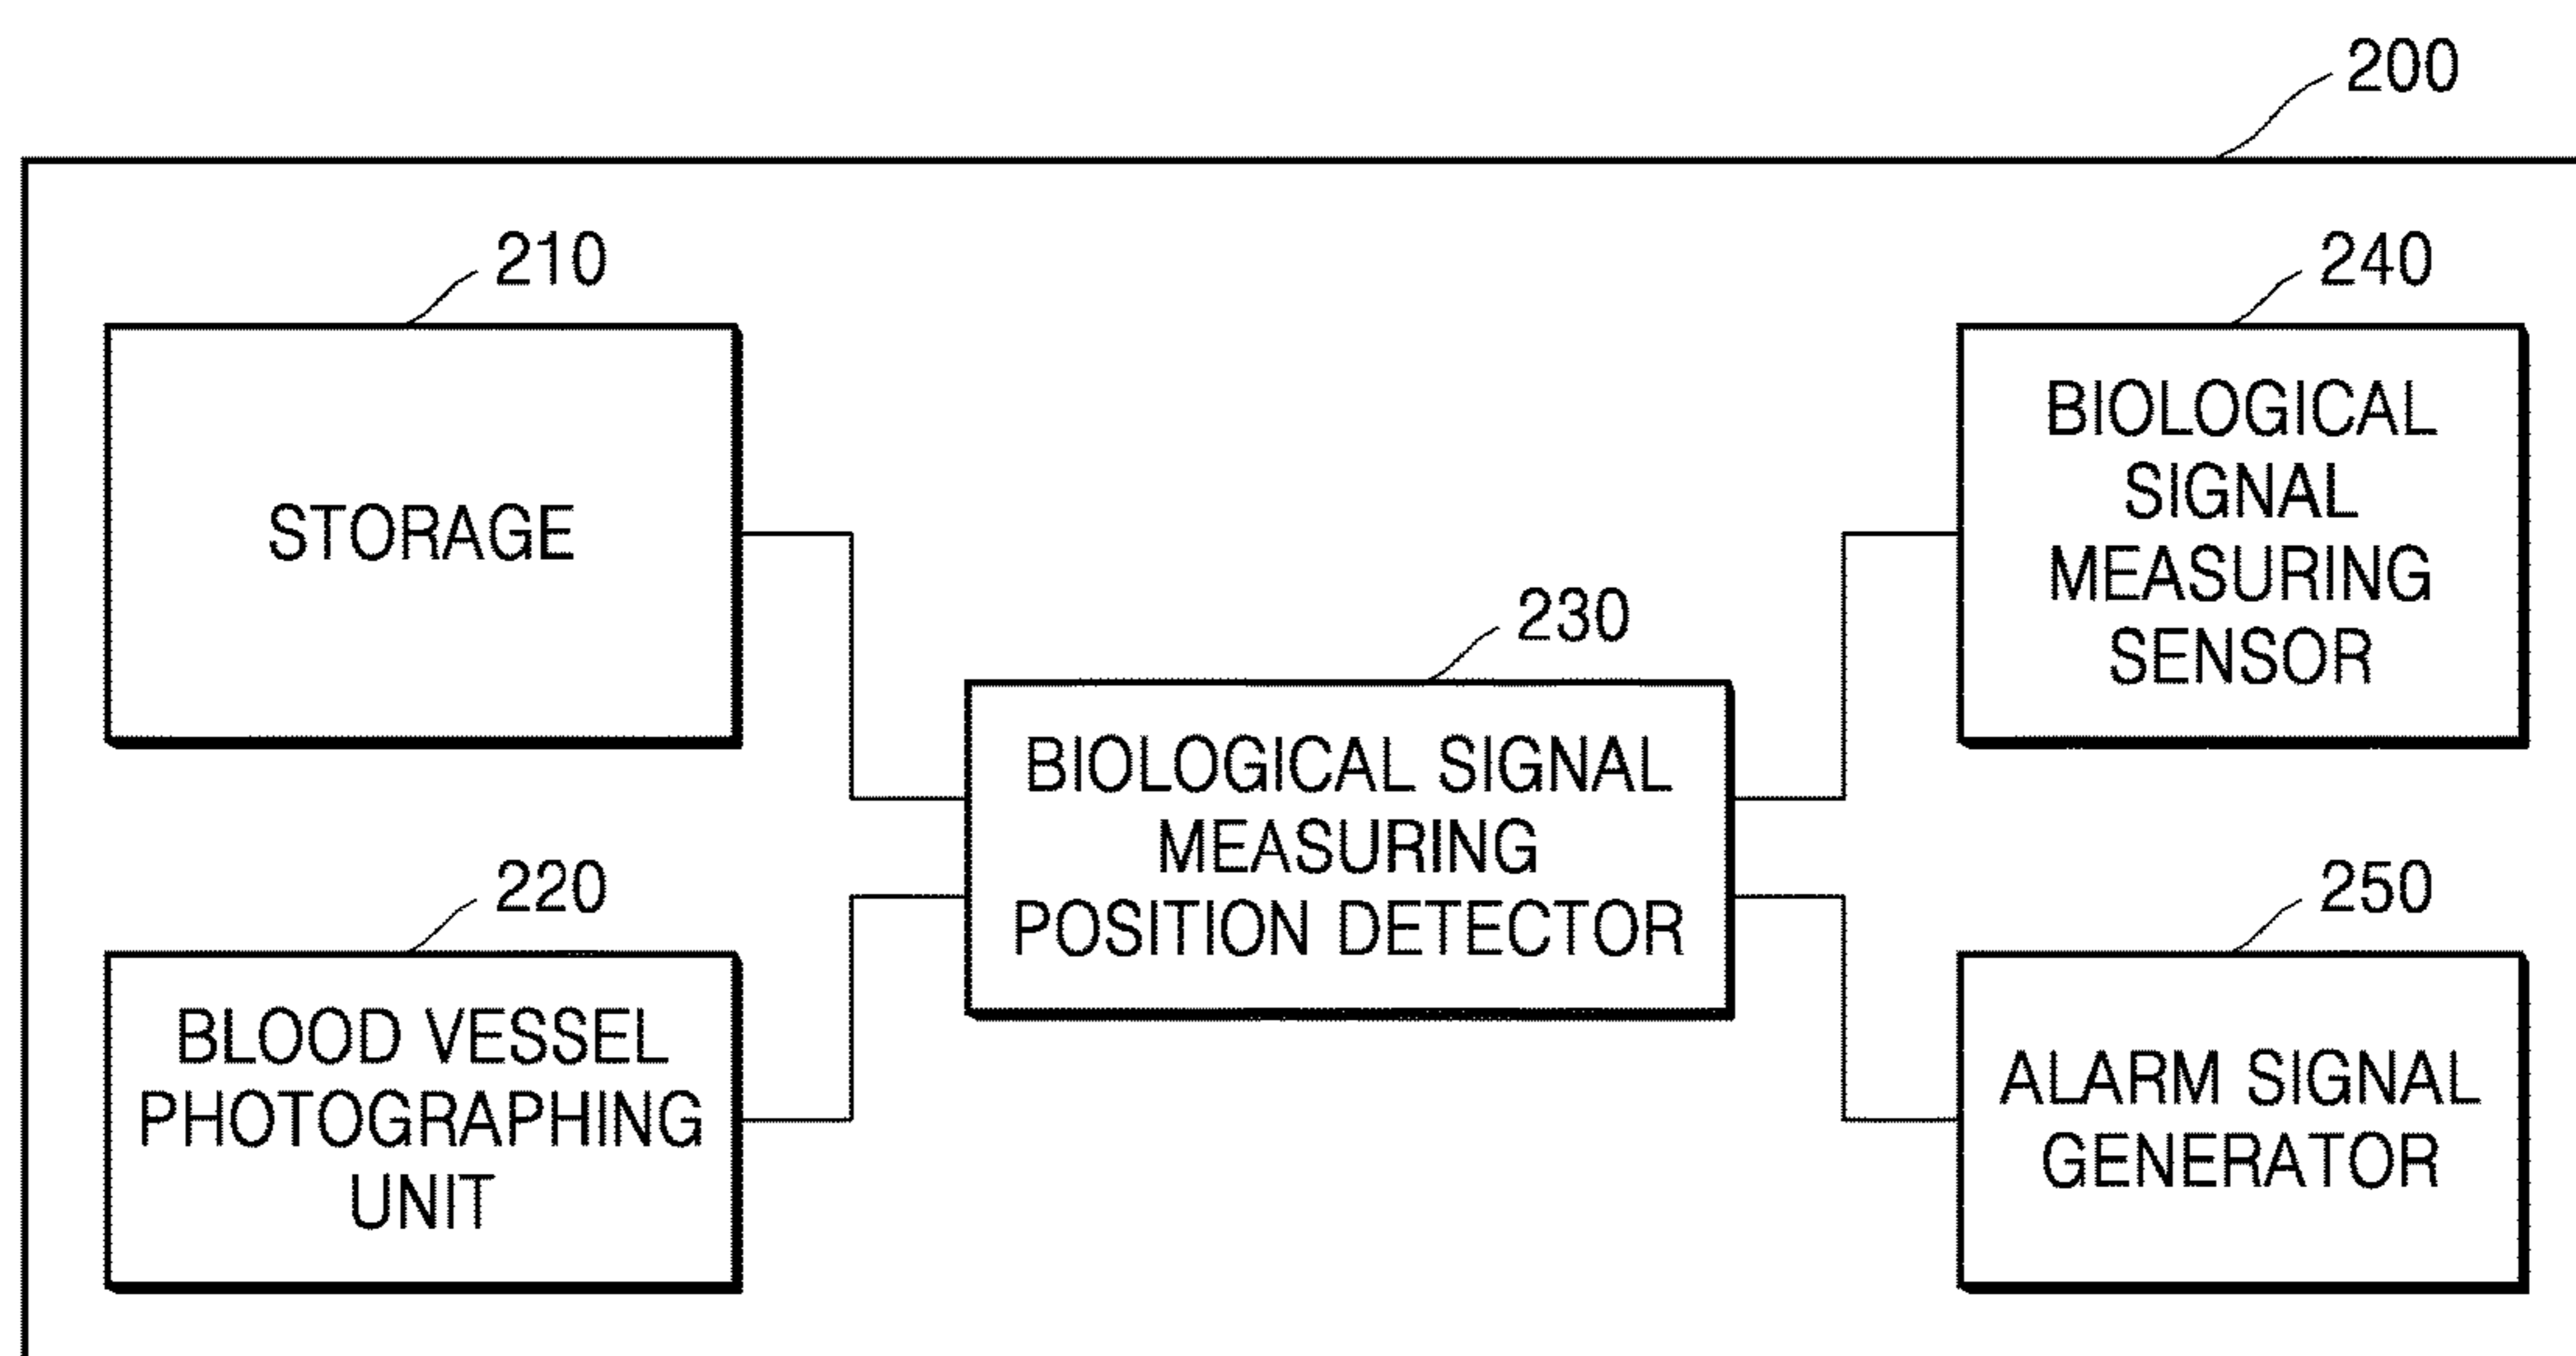 200
210
STORAGE
220
BLOOD VESSEL
PHOTOGRAPHING
UNIT
230
BIOLOGICAL SIGNAL
MEASURING
POSITION DETECTOR
240
BIOLOGICAL
SIGNAL
MEASURING
SENSOR
250
ALARM SIGNAL
GENERATOR